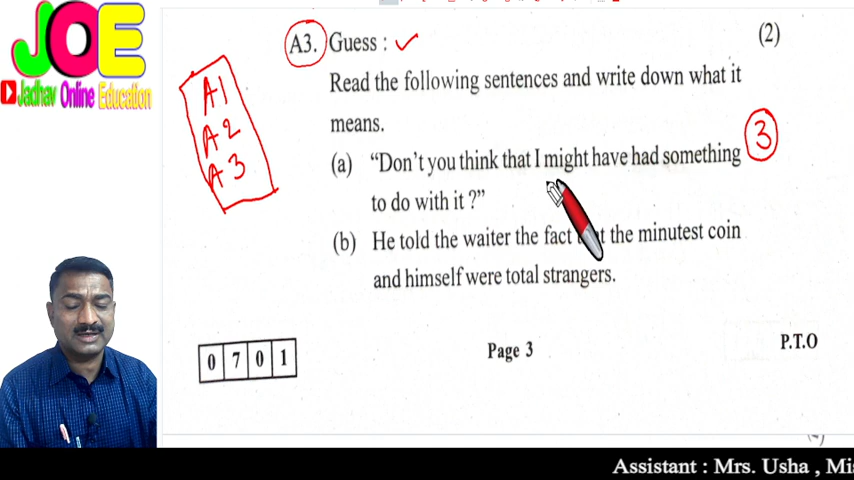 JOE
Jadhav Online Education
A1
A2
A3
A3. Guess :
(2)
Read the following sentences and write down what it
means.
(a) "Don't you think that I might have had something
3
to do with it ?"
(b) He told the waiter the fact the minutest coin
and himself were total strangers.
0 7 0 1
Page 3
P.T.O
Assistant : Mrs. Usha , Mi